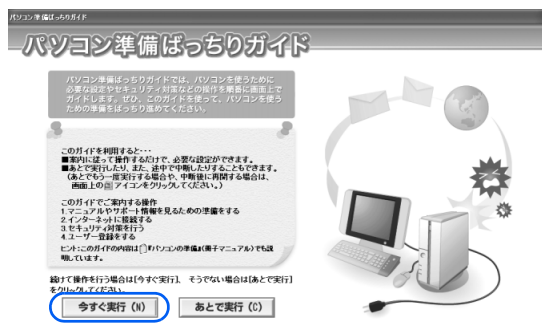 パソコン準備ばっちりガイド
パソコン準備ばっちりガイド
パソコン準備ばっちりガイドでは、パソコンを使うために
必要な設定やセキュリティ対策などの操作を順番に画面上で
ガイドします。ぜひ、このガイドを使って、パソコンを使う
ための準備をばっちり進めてください。
このガイドを利用すると・・・
■案内に従って操作するだけで、必要な設定ができます。
■あとで実行したり、また、途中で中断したりすることもできます。
(あとでもう一度実行する場合や、中断後に再開する場合は、
画面上の アイコンをクリックしてください。)
このガイドでご案内する操作
1.マニュアルやサポート情報を見るための準備をする
2.インターネットに接続する
3.セキュリティ対策を行う
4.ユーザー登録をする
ヒント:このガイドの内容は『パソコンの準備』(冊子マニュアル)でも説
明しています。
続けて操作を行う場合は[今すぐ実行]、そうでない場合は[あとで実行]
をクリックしてください。
今すぐ実行 (N)
あとで実行 (C)